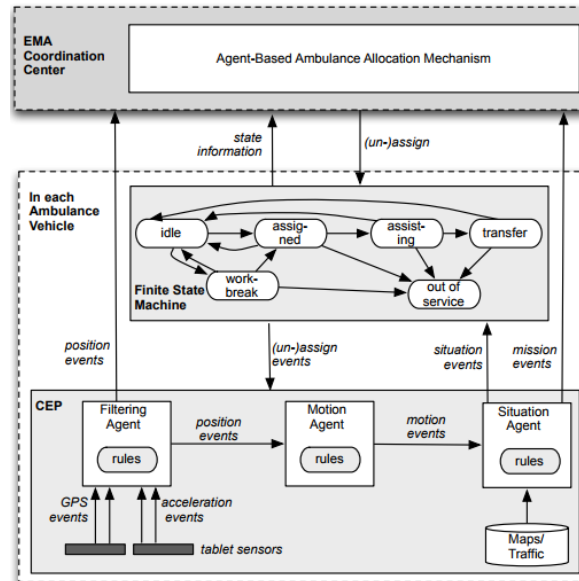 EMA
Coordination
Center
Agent-Based Ambulance Allocation Mechanism
state
information
(un-)assign
In each
Ambulance
Vehicle
idle
assig-
ned
assist-
ing
transfer
work-
break
out of
service
Finite State
Machine
position
events
(un-)assign
events
situation
events
mission
events
CEP
Filtering
Agent
rules
position
events
Motion
Agent
rules
motion
events
Situation
Agent
rules
GPS
events
acceleration
events
tablet sensors
Maps/
Traffic